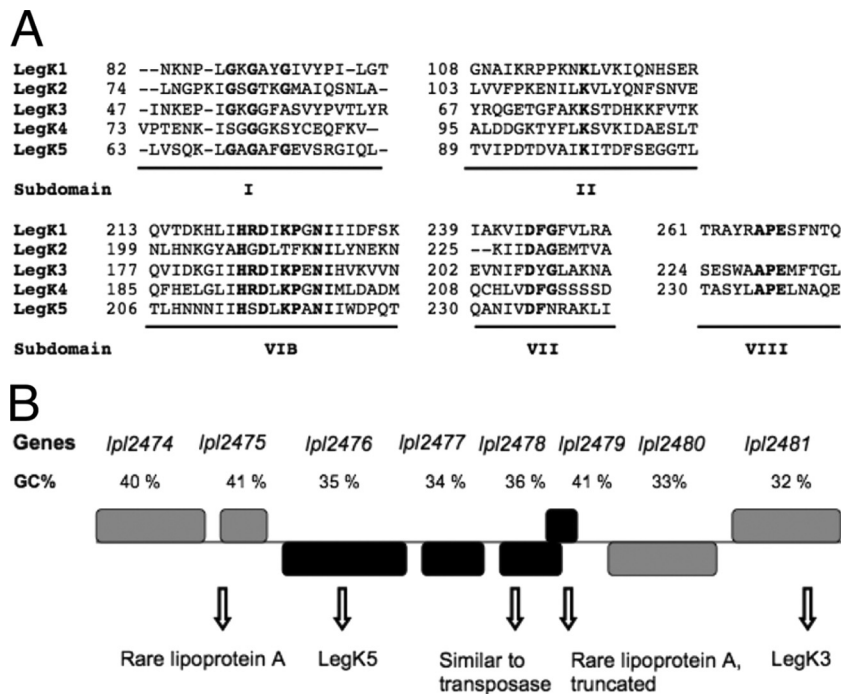 A
LegK1 82 --NKNP-LGKGAYGIVYPI-LGT 108 GNAIKRPPKNKLVKIQNHSER
LegK2 74 --LNGPKIGSGTKGMAIQSNLA- 103 LVVFPKENILKVLYQNFSNVE
LegK3 47 -INKEP-IGKGGFASVYPVTLYR 67 YRQGETGFAKKSTDHKKFVTK
LegK4 73 VPTENK-ISGGGKSYCEQFKV— 95 ALDDGKTYFLKSVKIDAESLT
LegK5 63 -LVSQK-LGAGAFGEVSRGIQL- 89 TVIPDTDVAIKITDFSEGGTL
Subdomain I II
LegK1 213 QVTDKHLIHRDIKPGNIIIDFSK 239 IAKVIDFGFVLRA 261 TRAYRAPESFNTQ
LegK2 199 NLHNKGYAHGDLTFKNILYNEKN 225 --KIIDAGEMTVA
LegK3 177 QVIDKGIIHRDIKPENIHVKVVN 202 EVNIFDYGLAKNA 224 SESWAAPEMFTGL
LegK4 185 QFHELGLIHRDIKPGNIMLDADM 208 QCHLVDFGSSSSD 230 TASYLAPELNAQE
LegK5 206 TLHNNNIIHSDLKPANIIWDPQT 230 QANIVDFNRAKLI
Subdomain VIB VII VIII
B
Genes lpl2474 lpl2475 lpl2476 lpl2477 lpl2478 lpl2479 lpl2480 lpl2481
GC% 40 % 41 % 35% 34 % 36 % 41 % 33% 32 %
Rare lipoprotein A LegK5 Similar to transposase Rare lipoprotein A, truncated LegK3